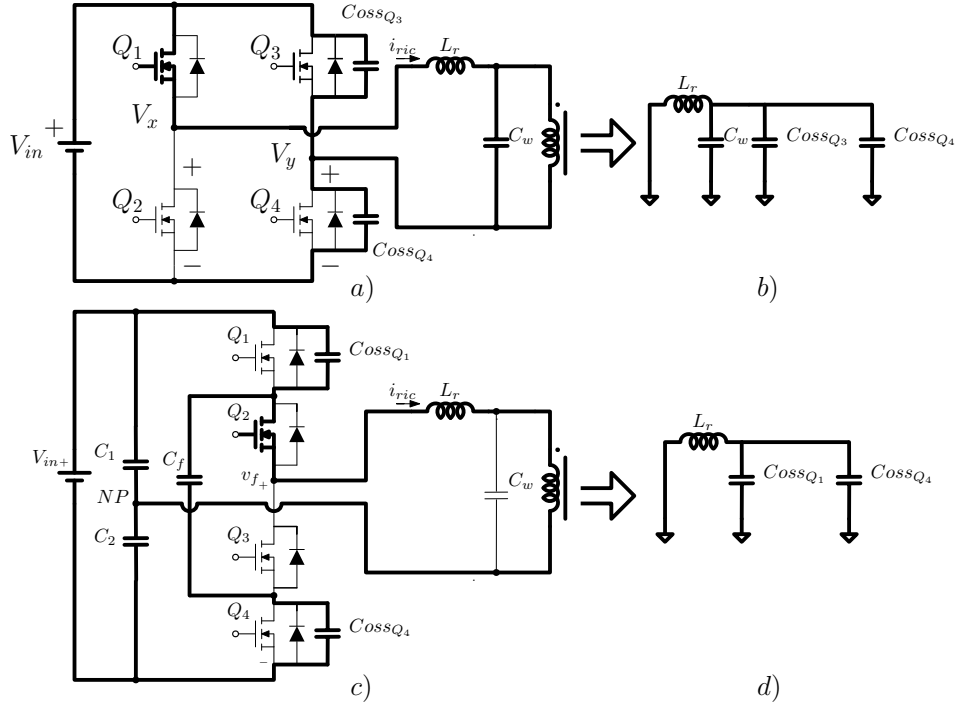 Coss_{Q_3}
Q_1
Q_3
i_{ric}
L_r
L_r
V_x
V_{in}
+
V_y
C_w
C_w
Coss_{Q_3}
Coss_{Q_4}
+
+
Q_2
Q_4
Coss_{Q_4}
−
−
a)
b)
Q_1
Coss_{Q_1}
i_{ric}
L_r
Q_2
L_r
V_{in+}
C_1
C_f
v_{f+}
C_w
Coss_{Q_1}
Coss_{Q_4}
NP
C_2
Q_3
Q_4
Coss_{Q_4}
−
c)
d)